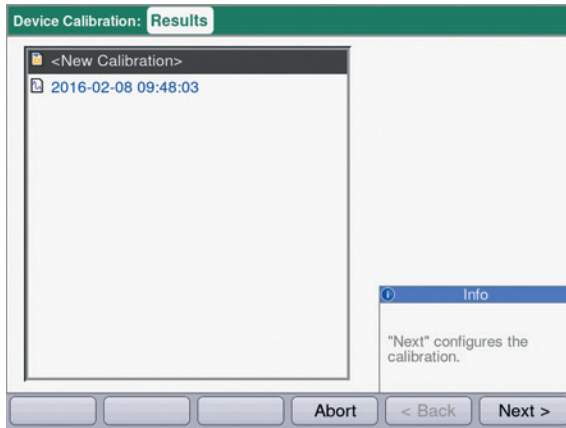 Device Calibration: Results
<New Calibration>
2016-02-08 09:48:03
Info
"Next" configures the
calibration.
Abort
< Back
Next >